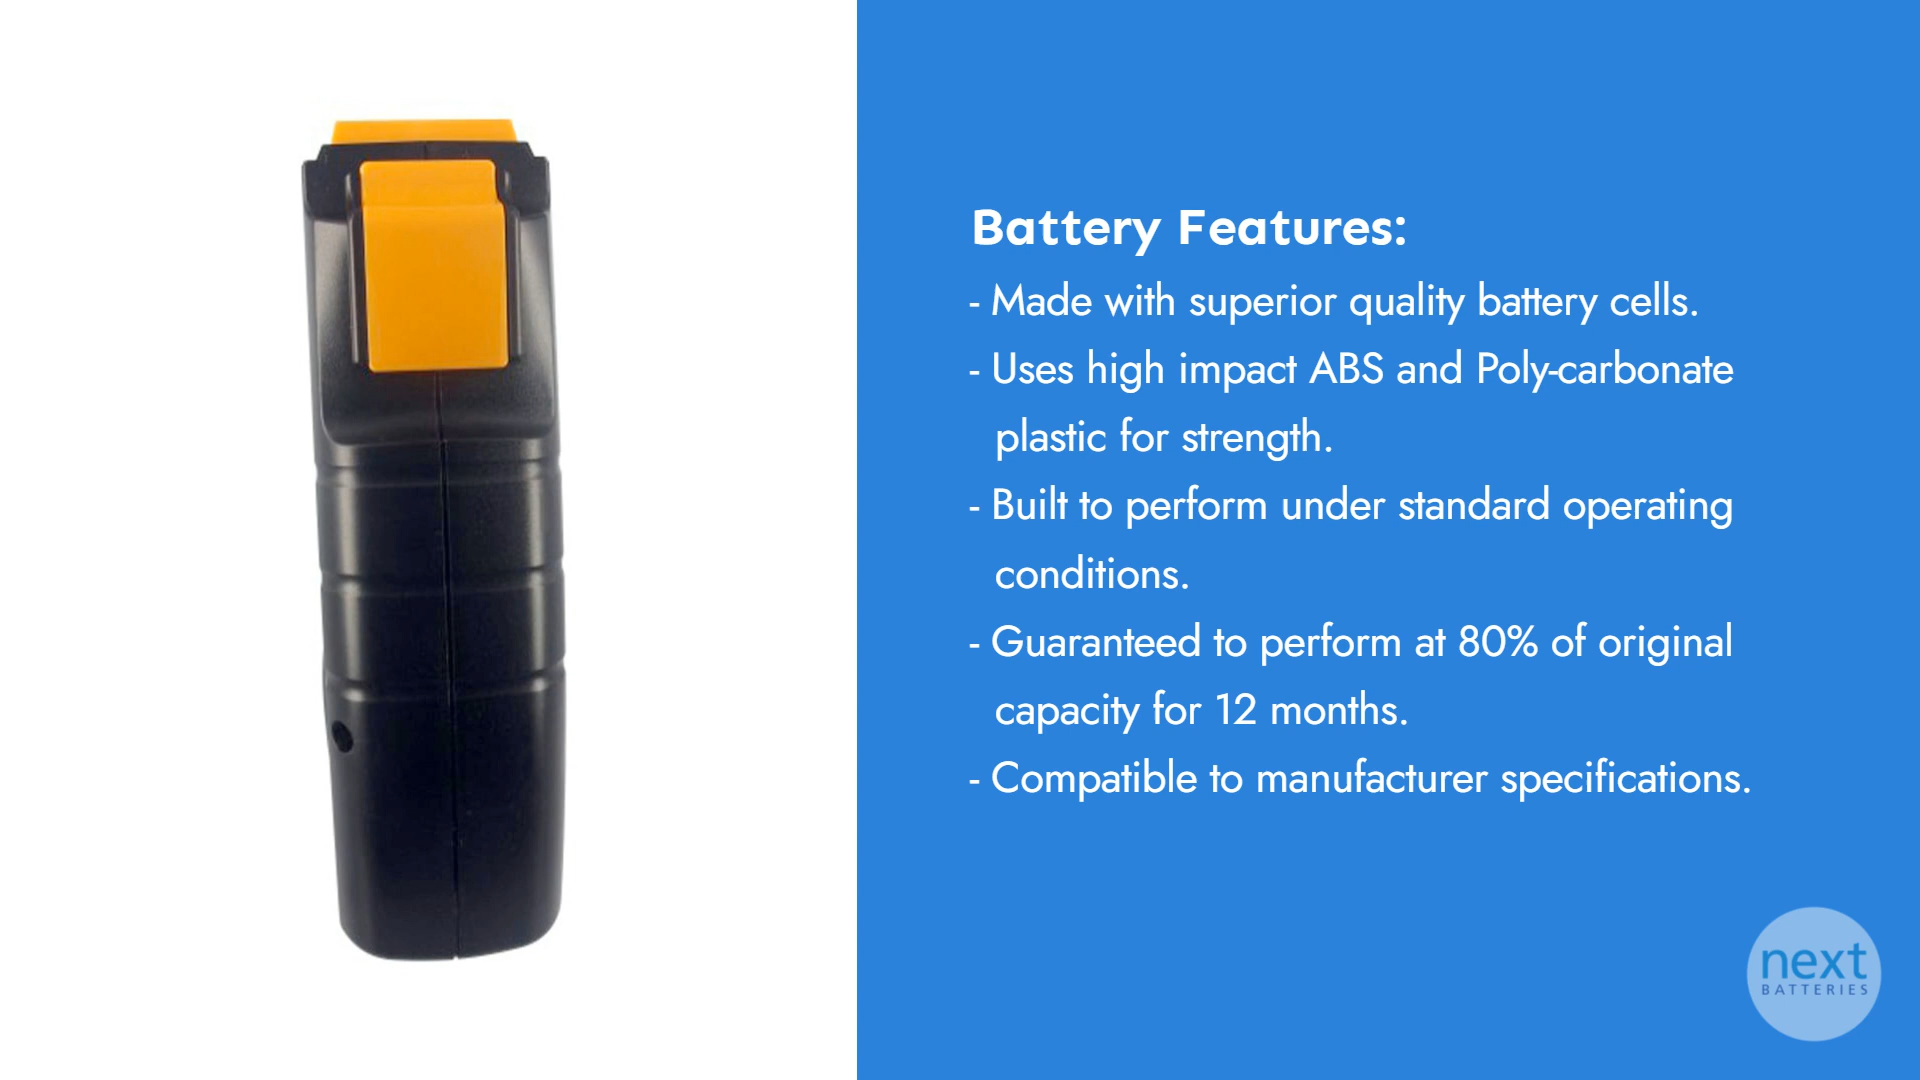 Battery Features:
- Made with superior quality battery cells.
- Uses high impact ABS and Poly-carbonate
plastic for strength.
- Built to perform under standard operating
conditions.
- Guaranteed to perform at 80% of original
capacity for 12 months.
- Compatible to manufacturer specifications.
next
BATTERIES